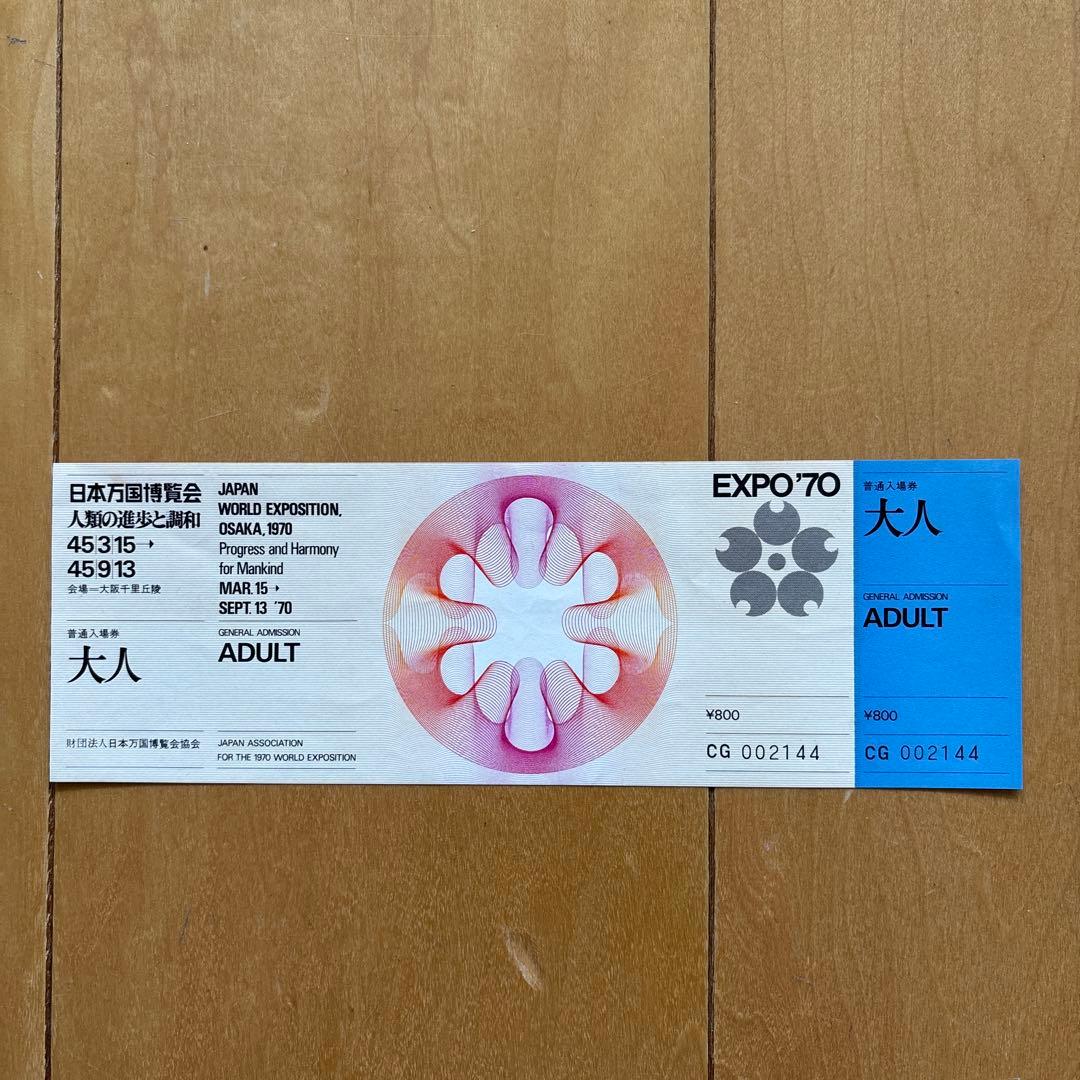 日本万国博覧会
人類の進歩と調和
45 3 15 →
45 9 13
会場=大阪千里丘陵
普通入場券
大人
財団法人日本万国博覧会協会
JAPAN
WORLD EXPOSITION,
OSAKA, 1970
Progress and Harmony
for Mankind
MAR. 15 →
SEPT. 13 '70
GENERAL ADMISSION
ADULT
JAPAN ASSOCIATION
FOR THE 1970 WORLD EXPOSITION
EXPO'70
¥800
CG 002144
普通入場券
大人
GENERAL ADMISSION
ADULT
¥800
CG 002144